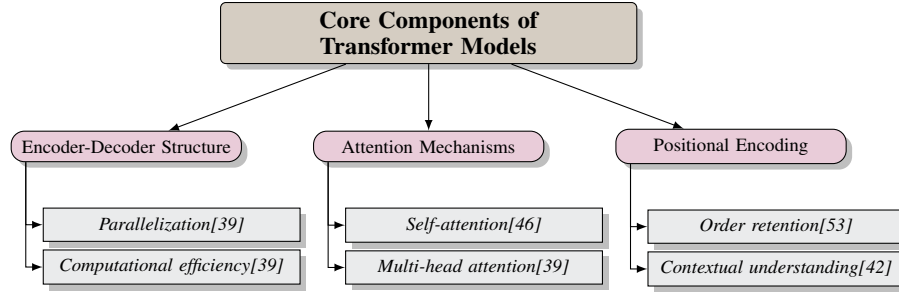 Core Components of
Transformer Models
Encoder-Decoder Structure
Attention Mechanisms
Positional Encoding
Parallelization[39]
Self-attention[46]
Order retention[53]
Computational efficiency[39]
Multi-head attention[39]
Contextual understanding[42]